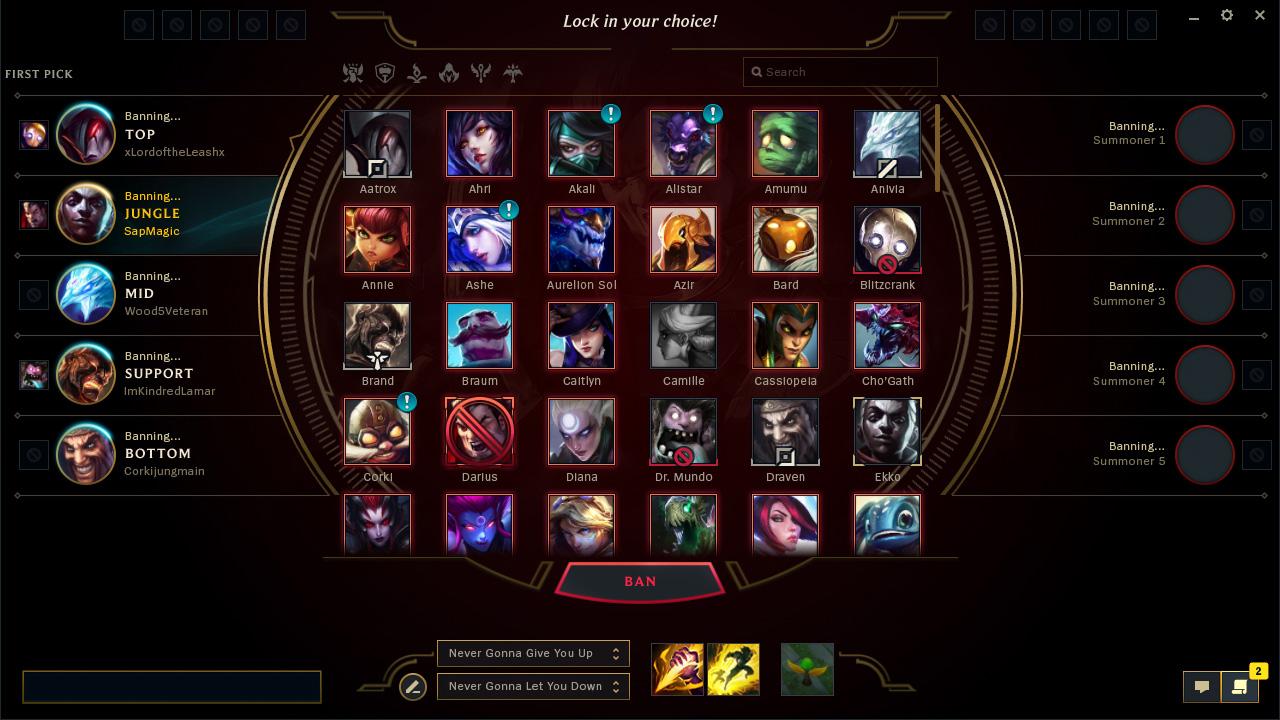 Lock in your choice!
FIRST PICK
Search
Banning...
TOP
xLordoftheLeashx
Banning...
JUNGLE
SapMagic
Banning...
MID
Wood5Veteran
Banning...
SUPPORT
ImKindredLamar
Banning...
BOTTOM
Corkijungmain
Aatrox
Ahri
Akali
Alistar
Amumu
Anivia
Annie
Ashe
Aurelion Sol
Azir
Bard
Blitzcrank
Brand
Braum
Caitlyn
Camille
Cassiopeia
Cho'Gath
Corki
Darius
Diana
Dr. Mundo
Draven
Ekko
Banning...
Summoner 1
Banning...
Summoner 2
Banning...
Summoner 3
Banning...
Summoner 4
Banning...
Summoner 5
BAN
Never Gonna Give You Up
Never Gonna Let You Down
2